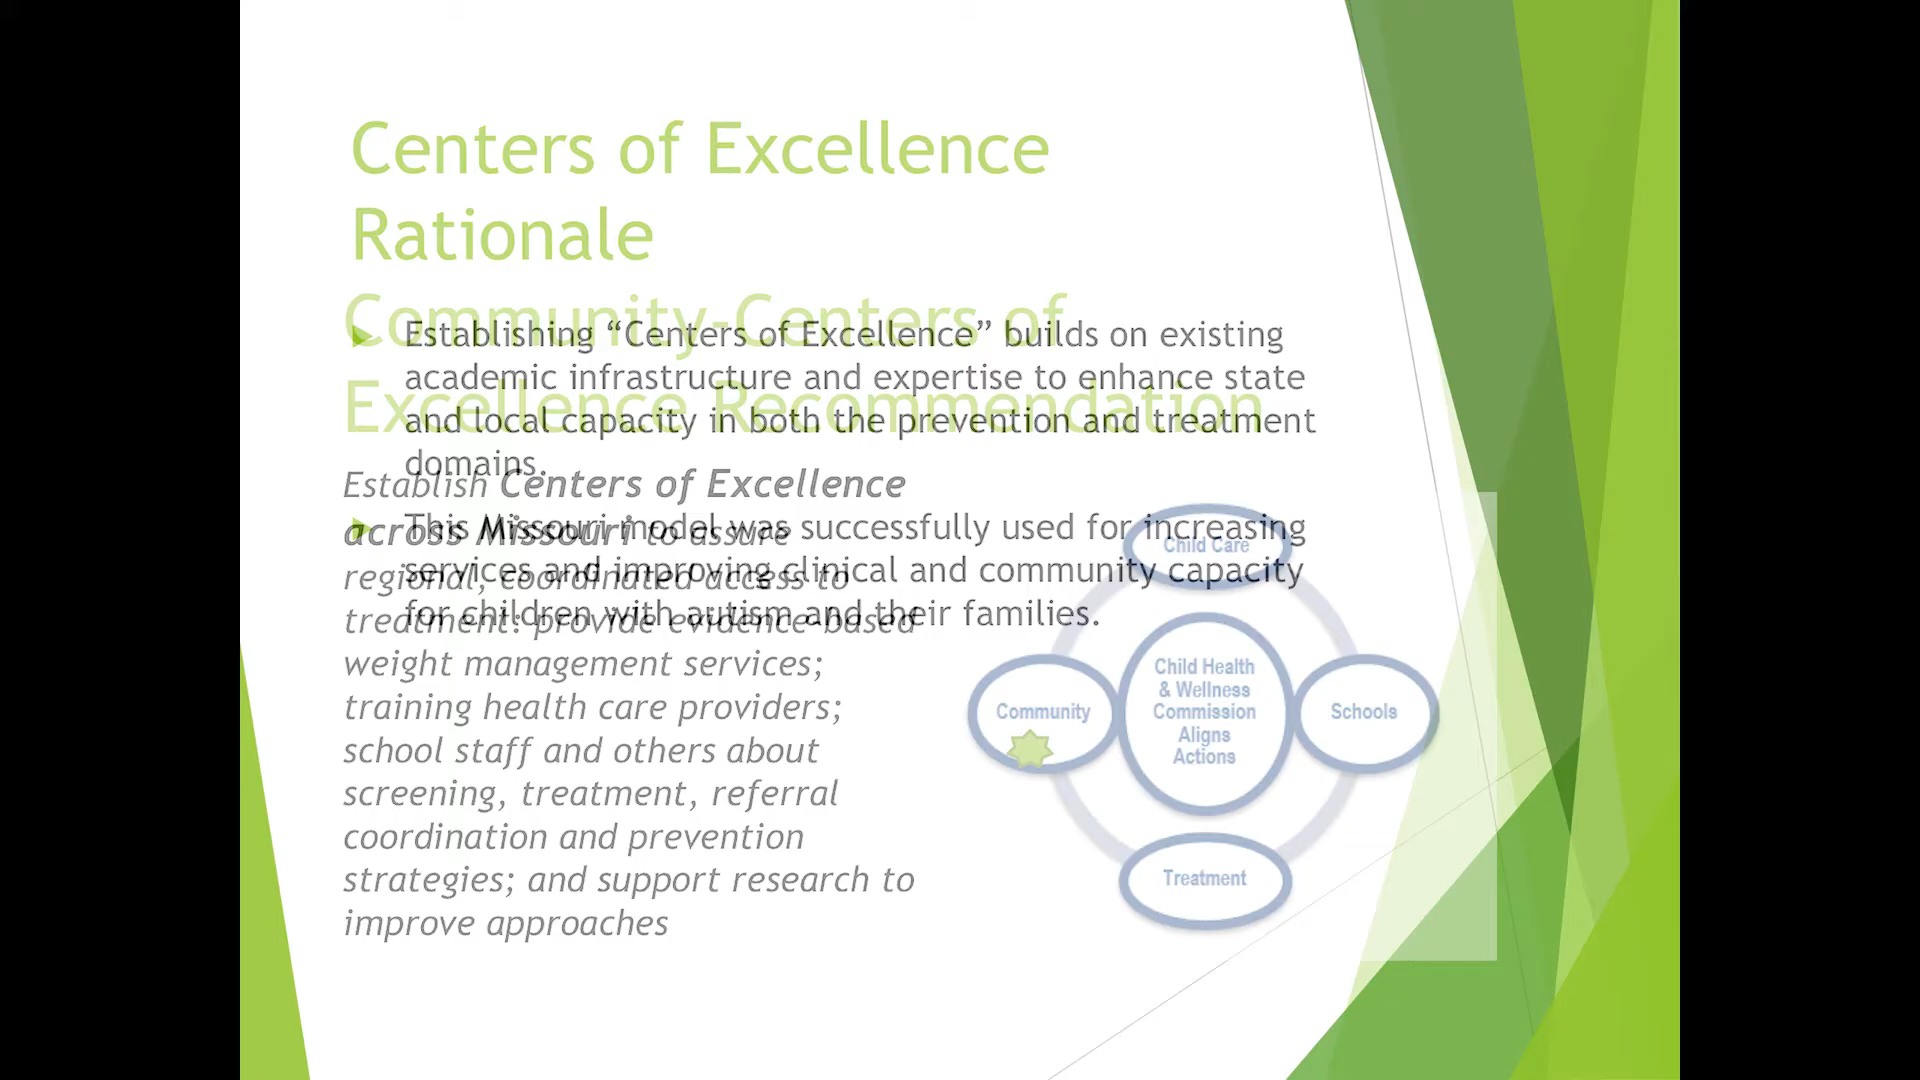 Centers of Excellence
Rationale
Establishing “Centers of Excellence” builds on existing
academic infrastructure and expertise to enhance state
and local capacity in both the prevention and treatment
domains.
This Missouri model was successfully used for increasing
services and improving clinical and community capacity
for children with autism and their families.
Community-Centers of
Excellence Recommendation
Establish Centers of Excellence
across Missouri to assure
regional, coordinated access to
treatment: provide evidence-based
weight management services;
training health care providers;
school staff and others about
screening, treatment, referral
coordination and prevention
strategies; and support research to
improve approaches
Child Care
Community
Child Health
& Wellness
Commission
Aligns
Actions
Schools
Treatment